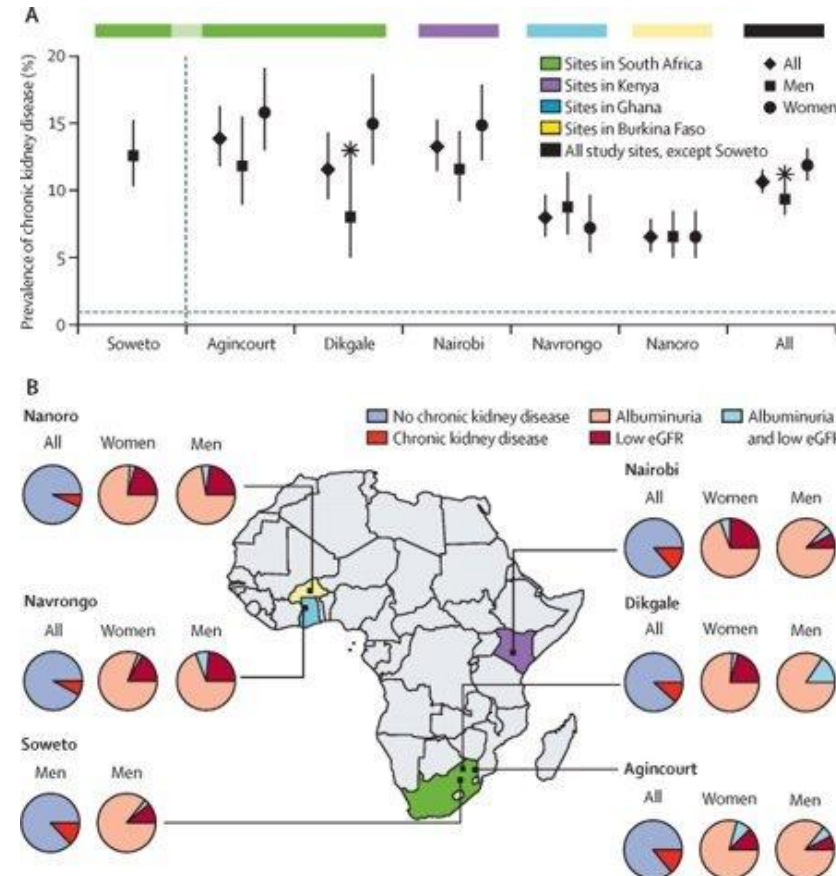 A
Prevalence of chronic kidney disease (%)
20
15
10
5
0
Sites in South Africa
Sites in Kenya
Sites in Ghana
Sites in Burkina Faso
All study sites, except Soweto
All
Men
Women
Soweto Agincourt Dikgale Nairobi Navrongo Nanoro All
B
No chronic kidney disease
Chronic kidney disease
Albuminuria
Low eGFR
Albuminuria
and low eGFR
Nanoro
All Women Men
Navrongo
All Women Men
Soweto
Men Men
Nairobi
All Women Men
Dikgale
All Women Men
Agincourt
All Women Men